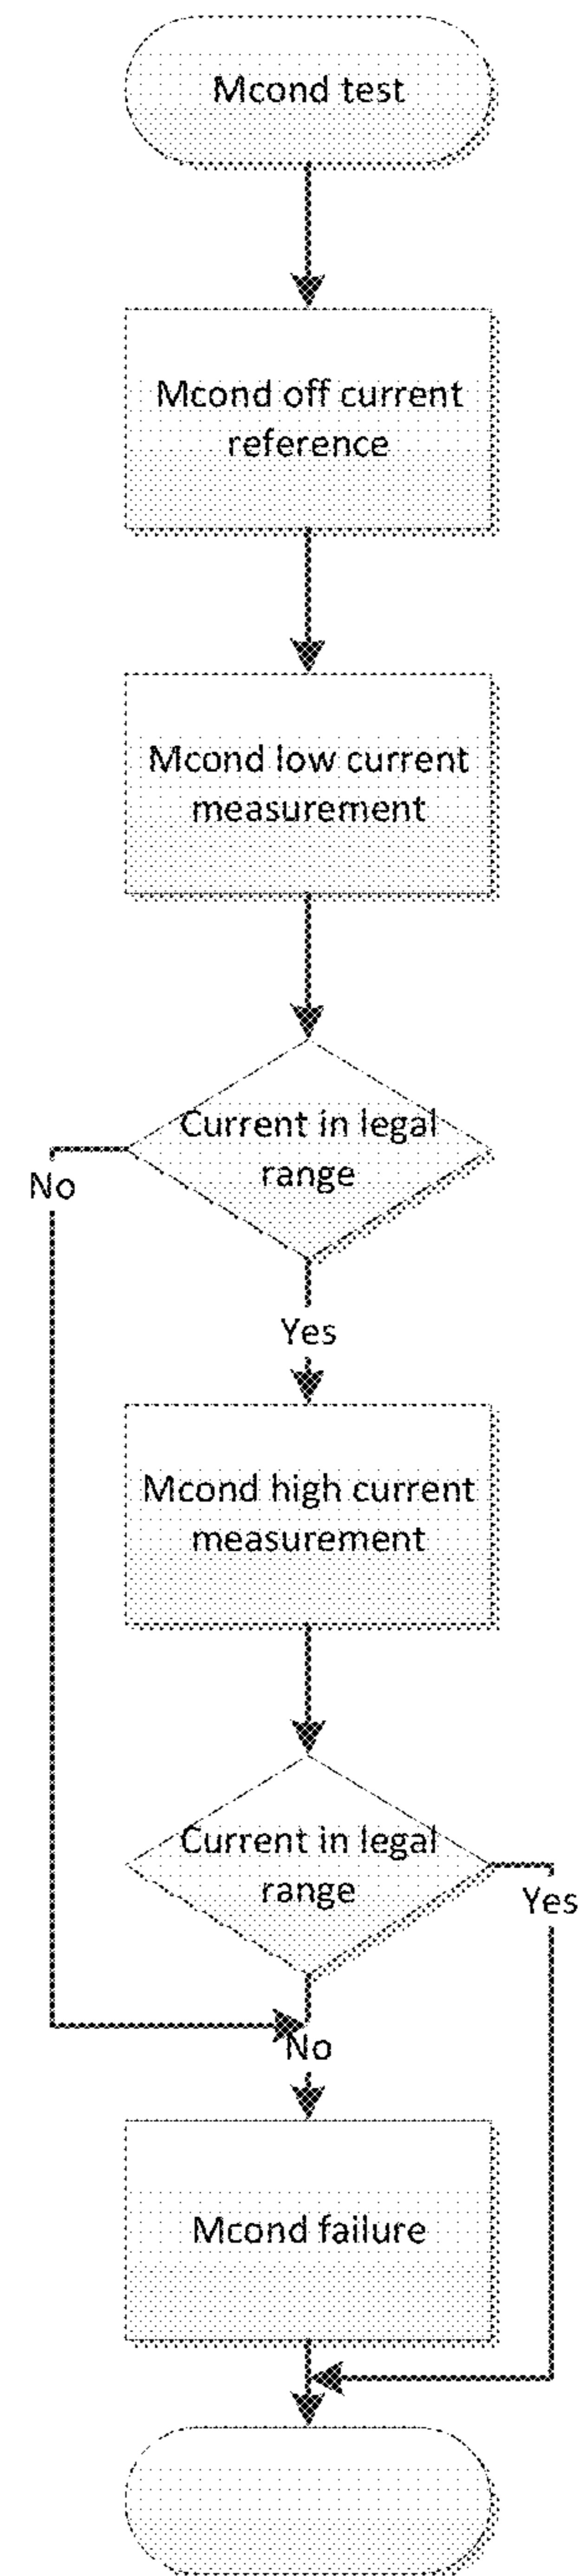 Mcond test
Mcond off current
reference
Mcond low current
measurement
Current in legal
range
No
Yes
Mcond high current
measurement
Current in legal
range
Yes
No
Mcond failure